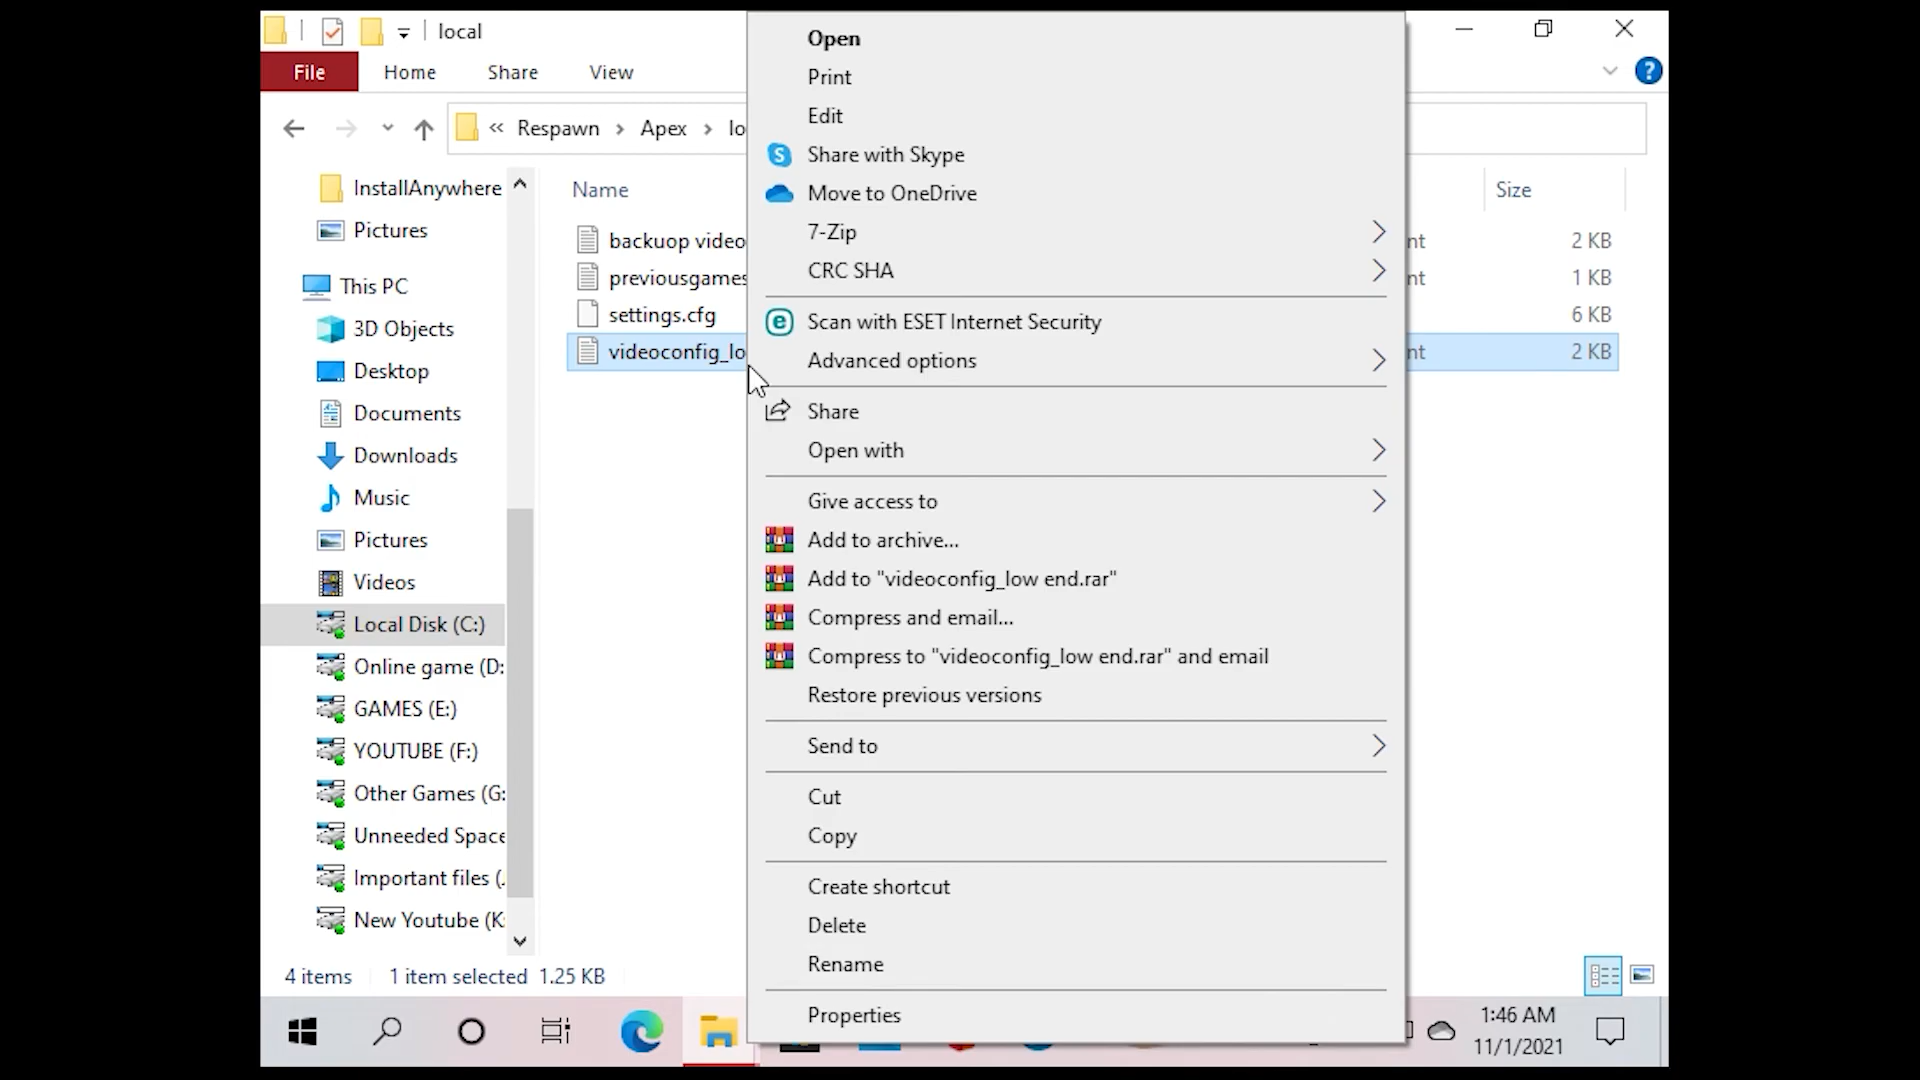 local
File Home Share View
« Respawn > Apex > lo
InstallAnywhere
Pictures
This PC
3D Objects
Desktop
Documents
Downloads
Music
Pictures
Videos
Local Disk (C:)
Online game (D:
GAMES (E:)
YOUTUBE (F:)
Other Games (G:
Unneeded Space
Important files (
New Youtube (K:
Name Size
backuop video nt 2 KB
previousgames nt 1 KB
settings.cfg 6 KB
videoconfig_lo nt 2 KB
Open
Print
Edit
Share with Skype
Move to OneDrive
7-Zip
CRC SHA
Scan with ESET Internet Security
Advanced options
Share
Open with
Give access to
Add to archive...
Add to "videoconfig_low end.rar"
Compress and email...
Compress to "videoconfig_low end.rar" and email
Restore previous versions
Send to
Cut
Copy
Create shortcut
Delete
Rename
Properties
4 items 1 item selected 1.25 KB
1:46 AM
11/1/2021